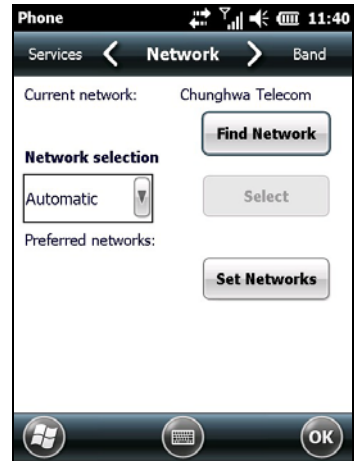 Phone 11:40
Services Network Band
Current network: Chunghwa Telecom
Find Network
Network selection
Automatic Select
Preferred networks:
Set Networks
OK